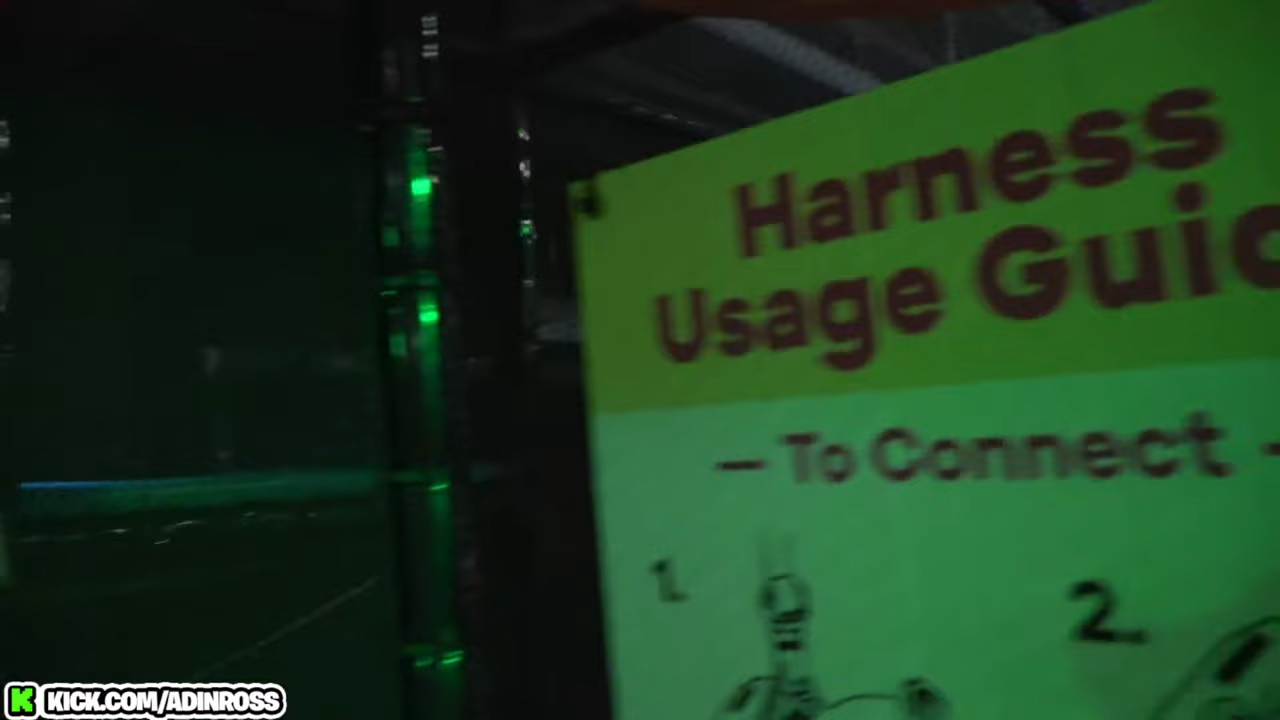 Harness
Usage Guid
— To Connect -
1.
2.
K KICK.COM/ADINROSS